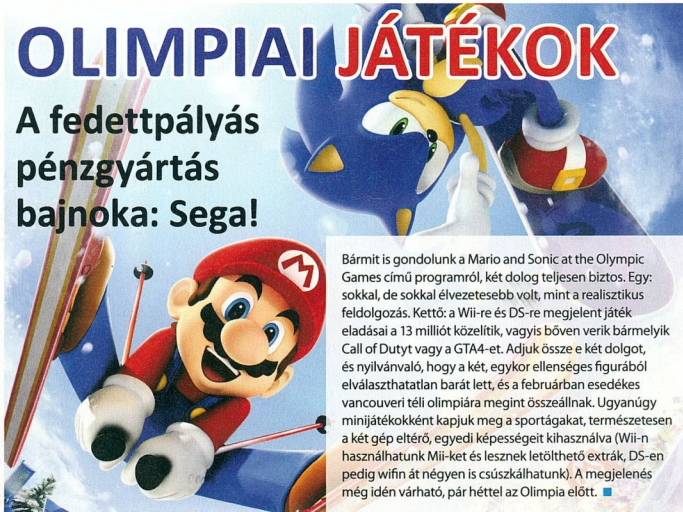 OLIMPIAI JÁTÉKOK
A fedettpályás
pénzgyártás
bajnoka: Sega!
M
Bármit is gondolunk a Mario and Sonic at the Olympic
Games című programról, két dolog teljesen biztos. Egy:
sokkal, de sokkal élvezetesebb volt, mint a realisztikus
feldolgozás. Kettő: a Wii-re és DS-re megjelent játék
eladásai a 13 milliót közelítik, vagyis bőven verik bármelyik
Call of Dutyt vagy a GTA4-et. Adjuk össze e két dolgot,
és nyilvánvaló, hogy a két, egykor ellenséges figurából
elválaszthatatlan barát lett, és a februárban esedékes
vancouveri téli olimpiára megint összeállnak. Ugyanúgy
minijátékokként kapjuk meg a sportágakat, természetesen
a két gép eltérő, egyedi képességeit kihasználva (Wii-n
használhatunk Mii-ket és lesznek letölthető extrák, DS-en
pedig wifin át négyen is csúszkálhatunk). A megjelenés
még idén várható, pár héttel az Olimpia előtt.